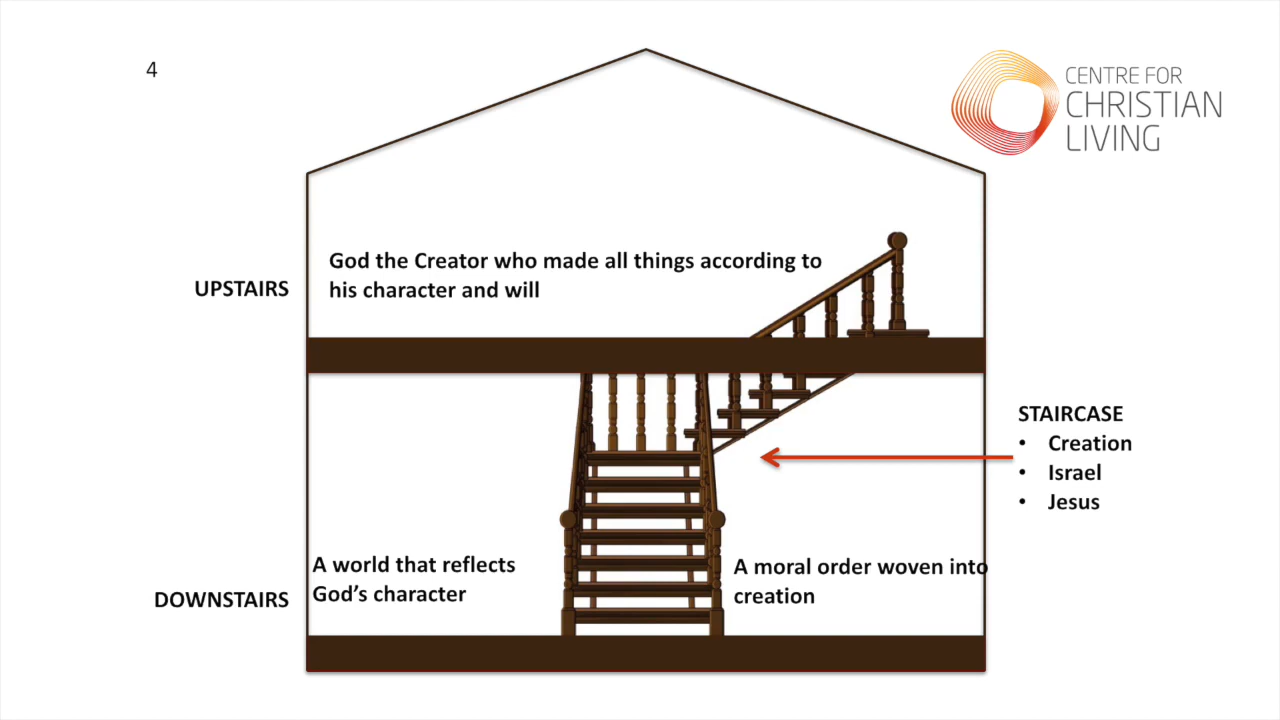 4
CENTRE FOR
CHRISTIAN
LIVING
God the Creator who made all things according to
his character and will
UPSTAIRS
STAIRCASE
• Creation
• Israel
• Jesus
A world that reflects
God’s character
A moral order woven into
creation
DOWNSTAIRS